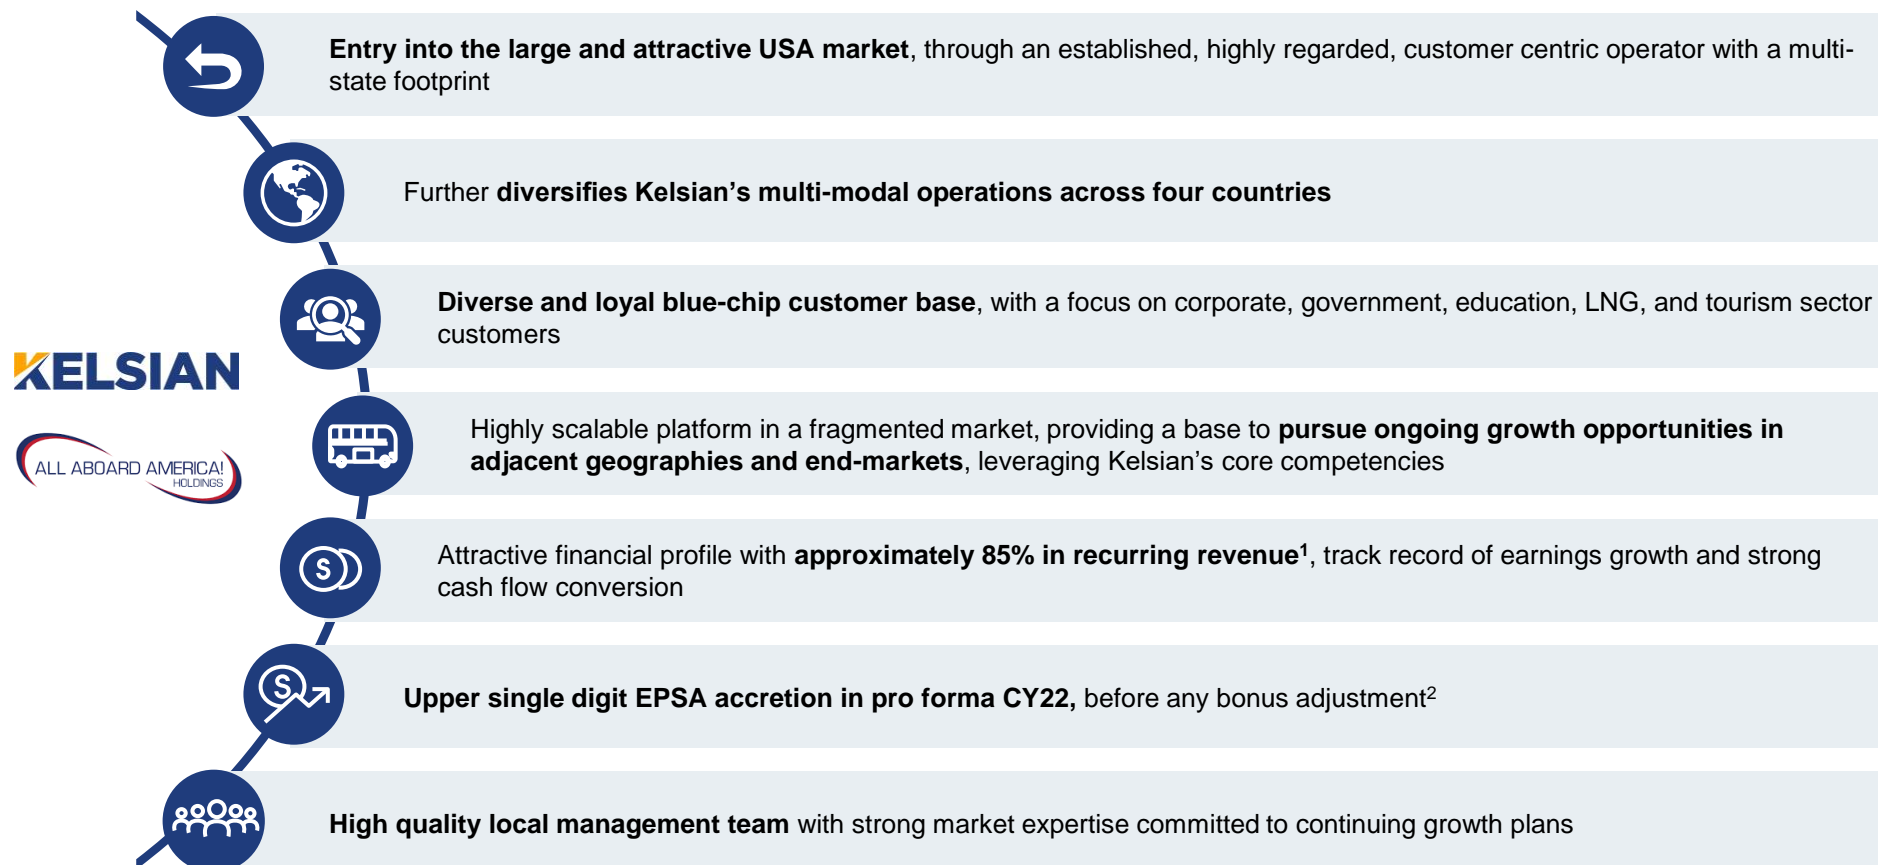 Entry into the large and attractive USA market, through an established, highly regarded, customer centric operator with a multi-
state footprint
Further diversifies Kelsian’s multi-modal operations across four countries
Diverse and loyal blue-chip customer base, with a focus on corporate, government, education, LNG, and tourism sector
customers
KELSIAN
ALL ABOARD AMERICA!
HOLDINGS
Highly scalable platform in a fragmented market, providing a base to pursue ongoing growth opportunities in
adjacent geographies and end-markets, leveraging Kelsian’s core competencies
Attractive financial profile with approximately 85% in recurring revenue¹, track record of earnings growth and strong
cash flow conversion
Upper single digit EPSA accretion in pro forma CY22, before any bonus adjustment²
High quality local management team with strong market expertise committed to continuing growth plans